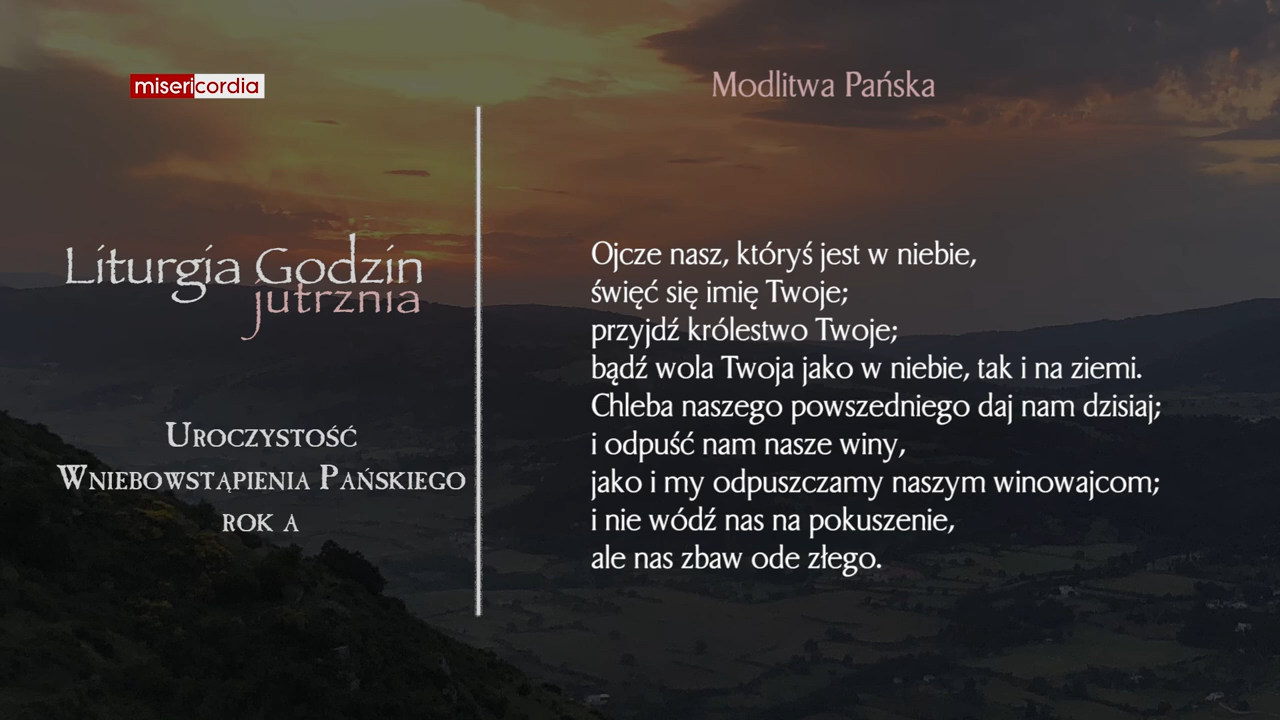 misericordia
Liturgia Godzin
jutrznia
Uroczystość
Wniebowstąpienia Pańskiego
rok A
Modlitwa Pańska
Ojcze nasz, któryś jest w niebie,
święć się imię Twoje;
przyjdź królestwo Twoje;
bądź wola Twoja jako w niebie, tak i na ziemi.
Chleba naszego powszedniego daj nam dzisiaj;
i odpuść nam nasze winy,
jako i my odpuszczamy naszym winowajcom;
i nie wódź nas na pokuszenie,
ale nas zbaw ode złego.